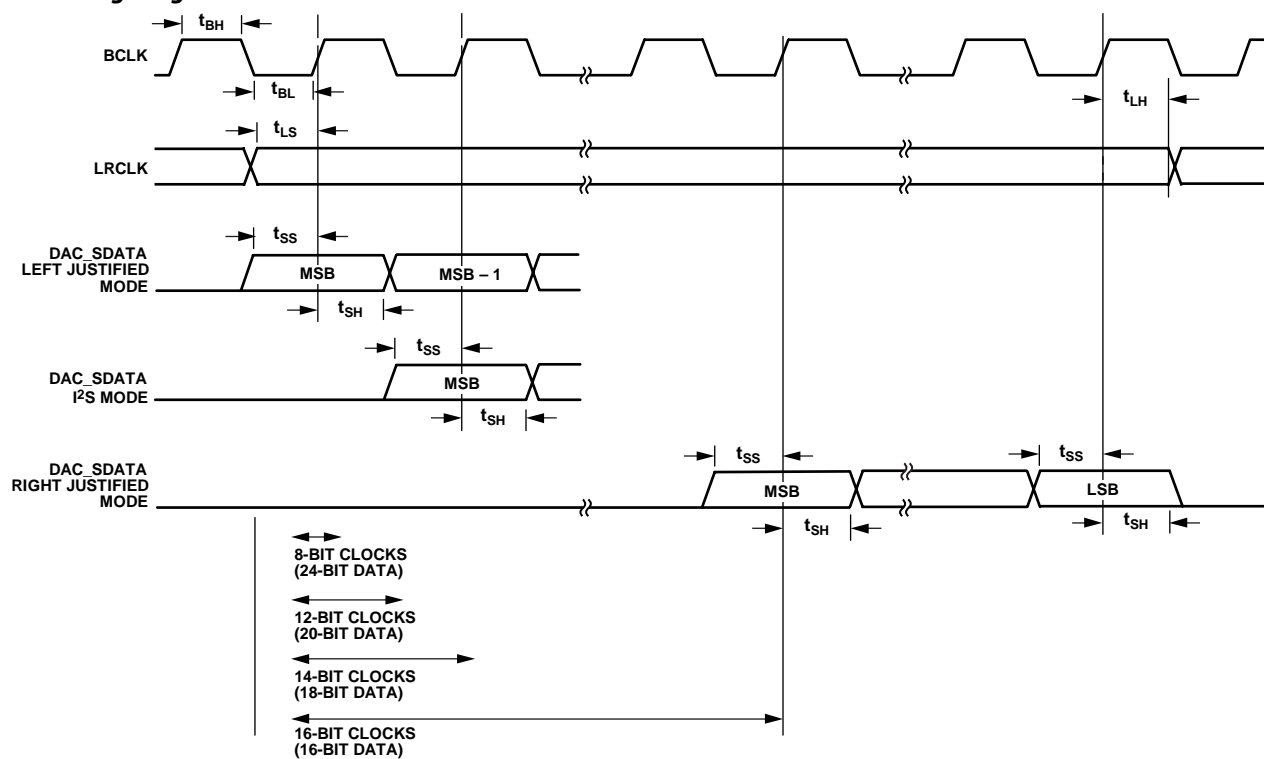 tBH
BCLK
tBL
tLH
tLS
LRCLK
tSS
DAC_SDATA
LEFT JUSTIFIED
MODE
MSB
MSB – 1
tSH
tSS
DAC_SDATA
I2S MODE
MSB
tSH
DAC_SDATA
RIGHT JUSTIFIED
MODE
tSS
tSS
MSB
LSB
tSH
tSH
8-BIT CLOCKS
(24-BIT DATA)
12-BIT CLOCKS
(20-BIT DATA)
14-BIT CLOCKS
(18-BIT DATA)
16-BIT CLOCKS
(16-BIT DATA)